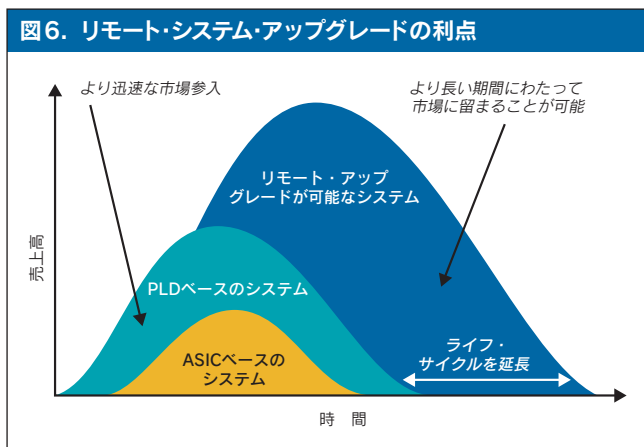 図6. リモート・システム・アップグレードの利点
より迅速な市場参入
より長い期間にわたって
市場に留まることが可能
リモート・アップ
グレードが可能なシステム
売上高
PLDベースのシステム
ASICベースの
システム
ライフ・
サイクルを延長
時 間